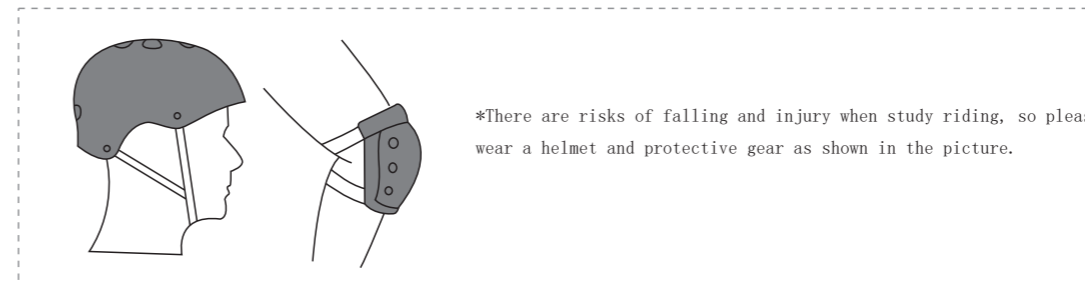 *There are risks of falling and injury when study riding, so pleas
wear a helmet and protective gear as shown in the picture.